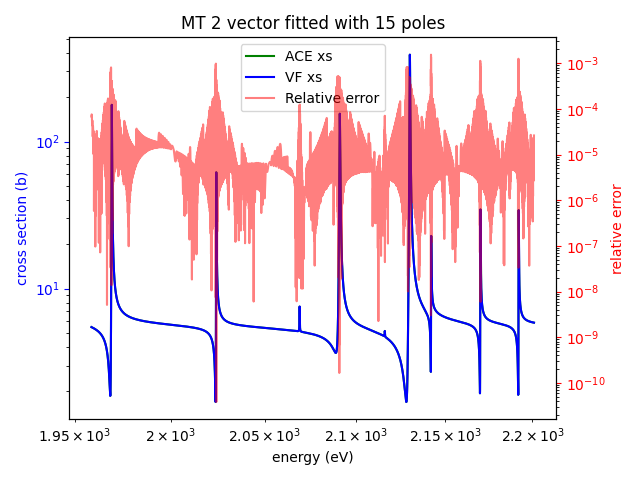 MT 2 vector fitted with 15 poles
ACE xs
VF xs
Relative error
cross section (b)
10²
10¹
relative error
10⁻³
10⁻⁴
10⁻⁵
10⁻⁶
10⁻⁷
10⁻⁸
10⁻⁹
10⁻¹⁰
1.95 × 10³ 2 × 10³ 2.05 × 10³ 2.1 × 10³ 2.15 × 10³ 2.2 × 10³
energy (eV)